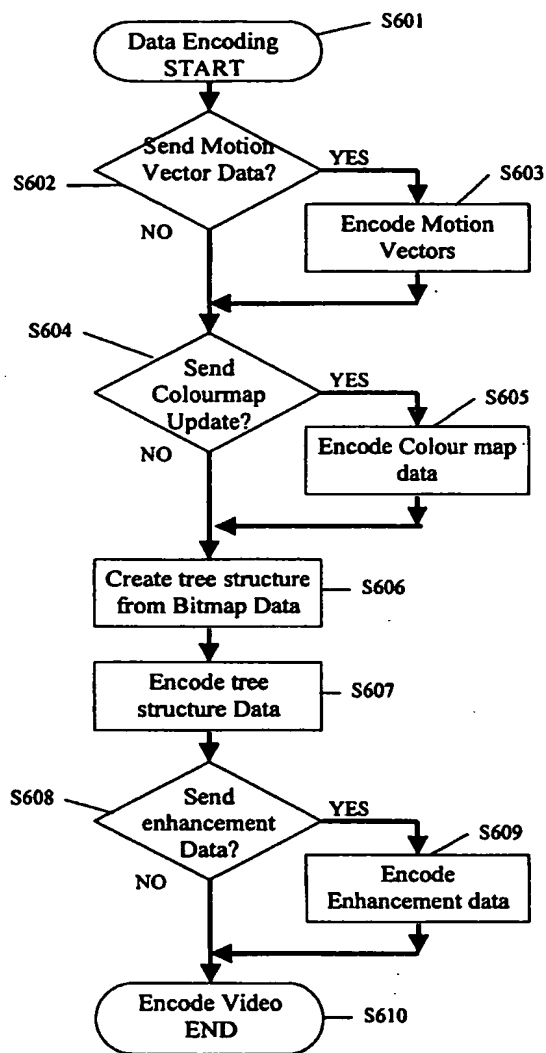 S601
Data Encoding
START
Send Motion
Vector Data?
YES
S602
S603
NO
Encode Motion
Vectors
S604
Send
Colourmap
Update?
YES
S605
NO
Encode Colour map
data
Create tree structure
from Bitmap Data
S606
Encode tree
structure Data
S607
S608
Send
enhancement
Data?
YES
S609
NO
Encode
Enhancement data
Encode Video
END
S610